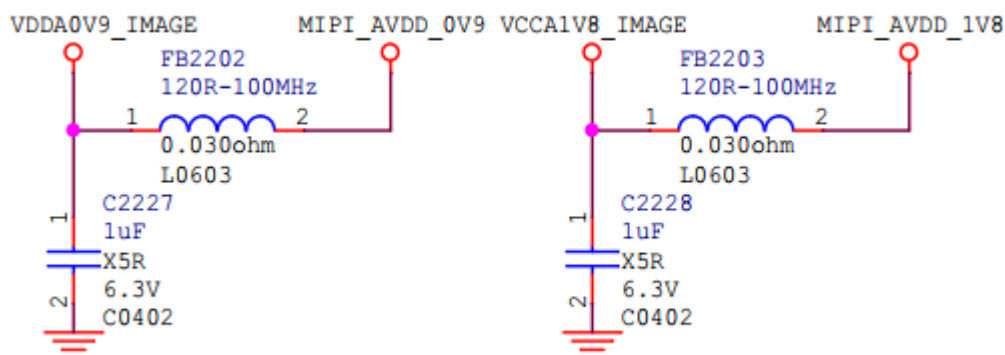 VDDA0V9_IMAGE
MIPI_AVDD_0V9
FB2202
120R-100MHz
1
2
0.030ohm
L0603
C2227
1
1uF
X5R
6.3V
2
C0402
VCCA1V8_IMAGE
MIPI_AVDD_1V8
FB2203
120R-100MHz
1
2
0.030ohm
L0603
C2228
1
1uF
X5R
6.3V
2
C0402